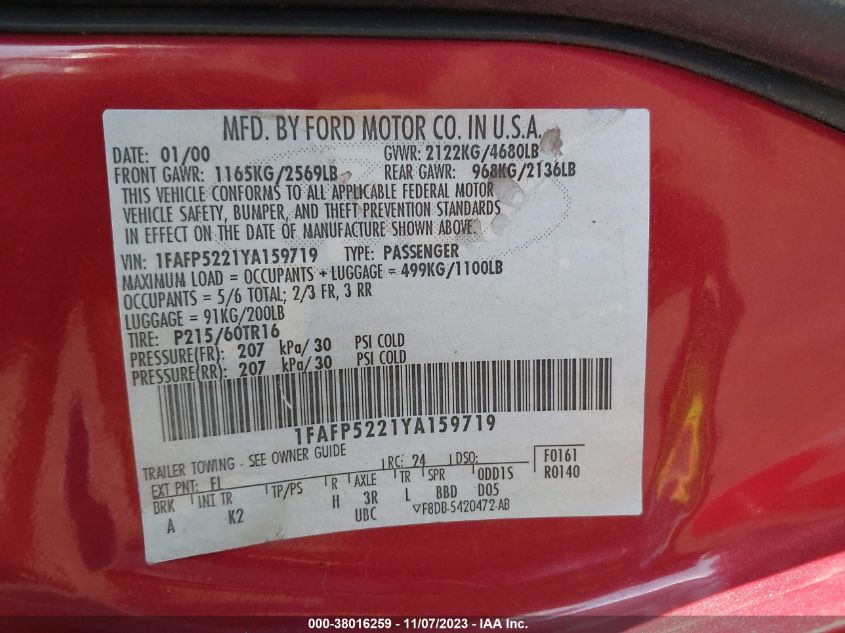 MFD. BY FORD MOTOR CO. IN U.S.A.
DATE: 01/00 GVWR: 2122KG/4680LB
FRONT GAWR: 1165KG/2569LB REAR GAWR: 968KG/2136LB
THIS VEHICLE CONFORMS TO ALL APPLICABLE FEDERAL MOTOR
VEHICLE SAFETY, BUMPER, AND THEFT PREVENTION STANDARDS
IN EFFECT ON THE DATE OF MANUFACTURE SHOWN ABOVE.
VIN: 1FAFP5221YA159719 TYPE: PASSENGER
MAXIMUM LOAD = OCCUPANTS + LUGGAGE = 499KG/1100LB
OCCUPANTS = 5/6 TOTAL; 2/3 FR, 3 RR
LUGGAGE = 91KG/200LB
TIRE: P215/60TR16
PRESSURE(FR): 207 kPa/30 PSI COLD
PRESSURE(RR): 207 kPa/30 PSI COLD
1FAFP5221YA159719
TRAILER TOWING - SEE OWNER GUIDE
EXT PNT: FL RC: 24 DSO: F0161
BRK INT TR TP/PS R AXLE TR SPR 0DD1S R0140
A K2 H 3R L BBD D05
UBC ▽F8DB-5420472-AB
000-38016259 - 11/07/2023 - IAA Inc.